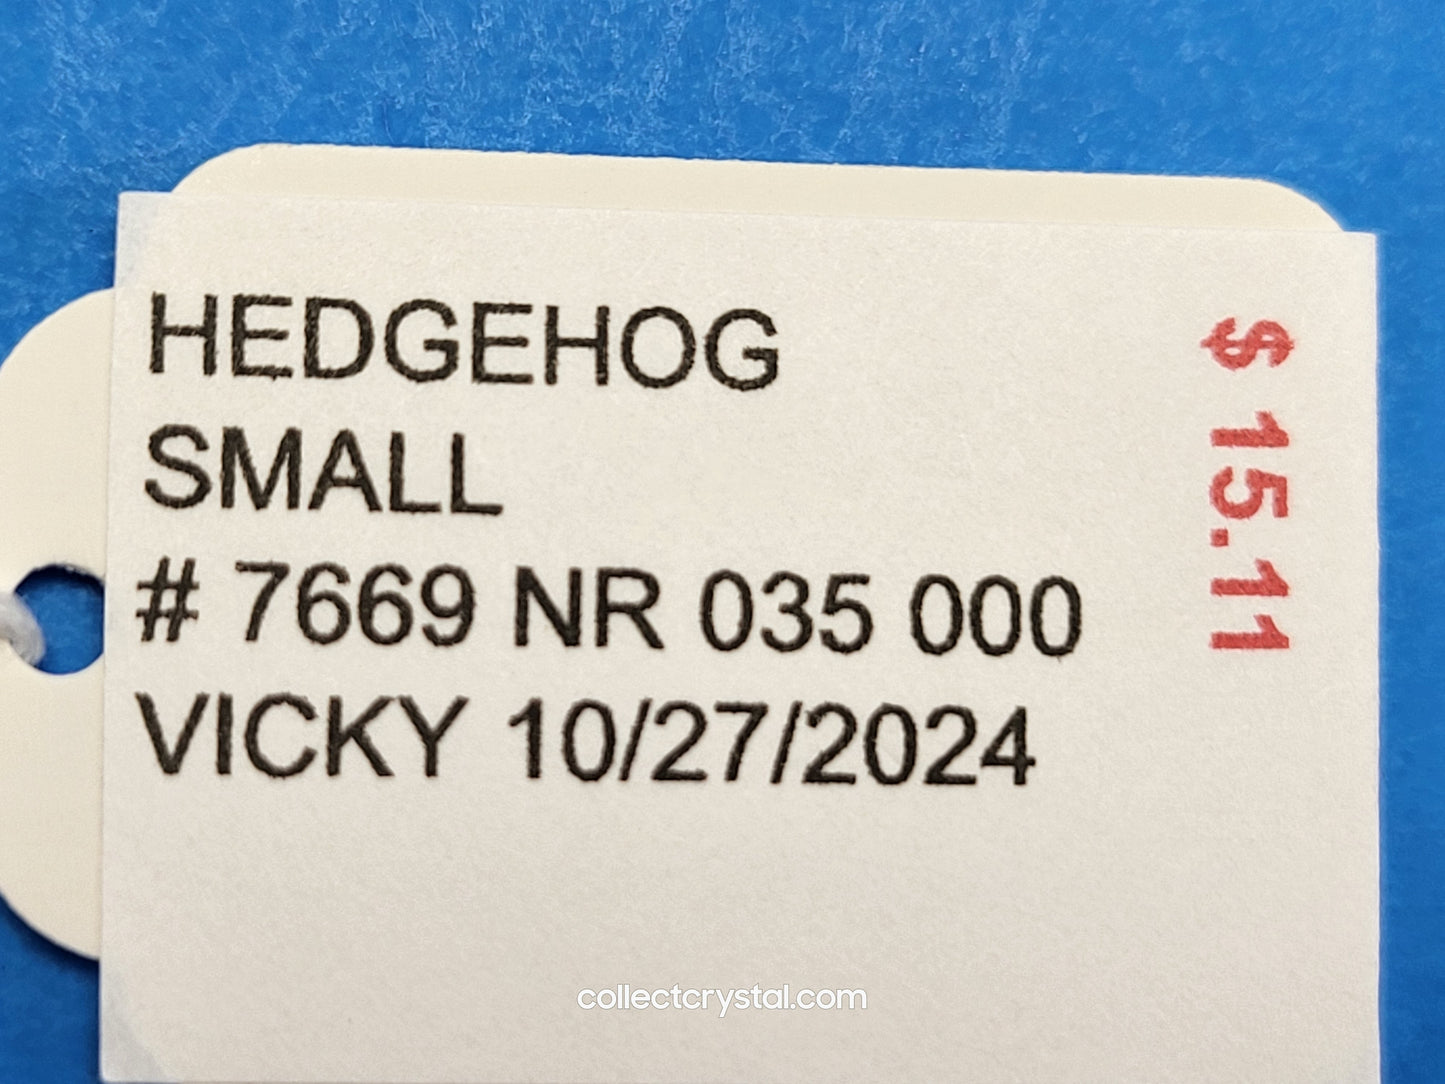 HEDGEHOG
SMALL
# 7669 NR 035 000
VICKY 10/27/2024
$ 15.11
collectcrystal.com